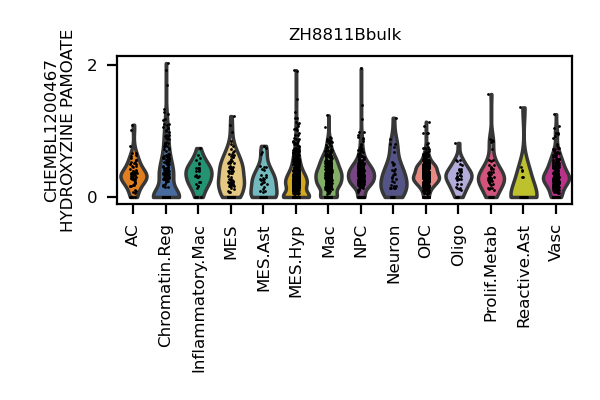 ZH8811Bbulk
CHEMBL1200467
HYDROXYZINE PAMOATE
2
0
AC
Chromatin.Reg
Inflammatory.Mac
MES
MES.Ast
MES.Hyp
Mac
NPC
Neuron
OPC
Oligo
Prolif.Metab
Reactive.Ast
Vasc